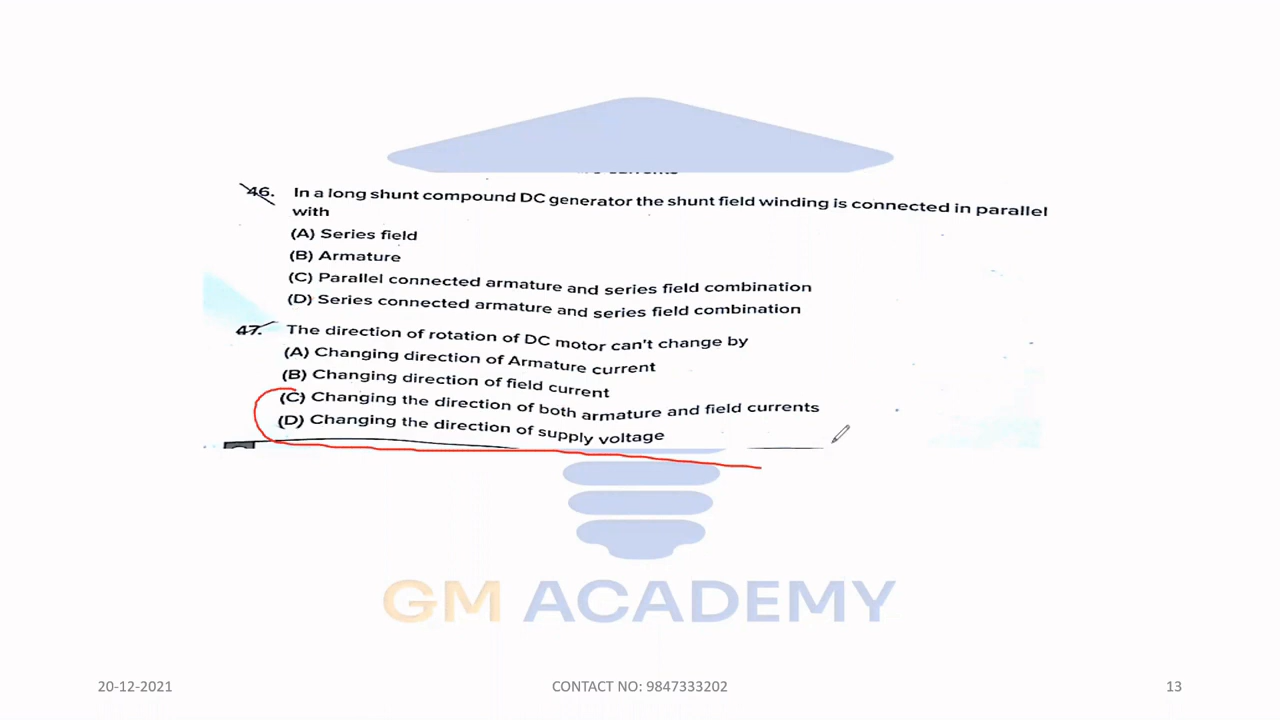 46. In a long shunt compound DC generator the shunt field winding is connected in parallel
with
(A) Series field
(B) Armature
(C) Parallel connected armature and series field combination
(D) Series connected armature and series field combination
47. The direction of rotation of DC motor can't change by
(A) Changing direction of Armature current
(B) Changing direction of field current
(C) Changing the direction of both armature and field currents
(D) Changing the direction of supply voltage
GM ACADEMY
20-12-2021
CONTACT NO: 9847333202
13